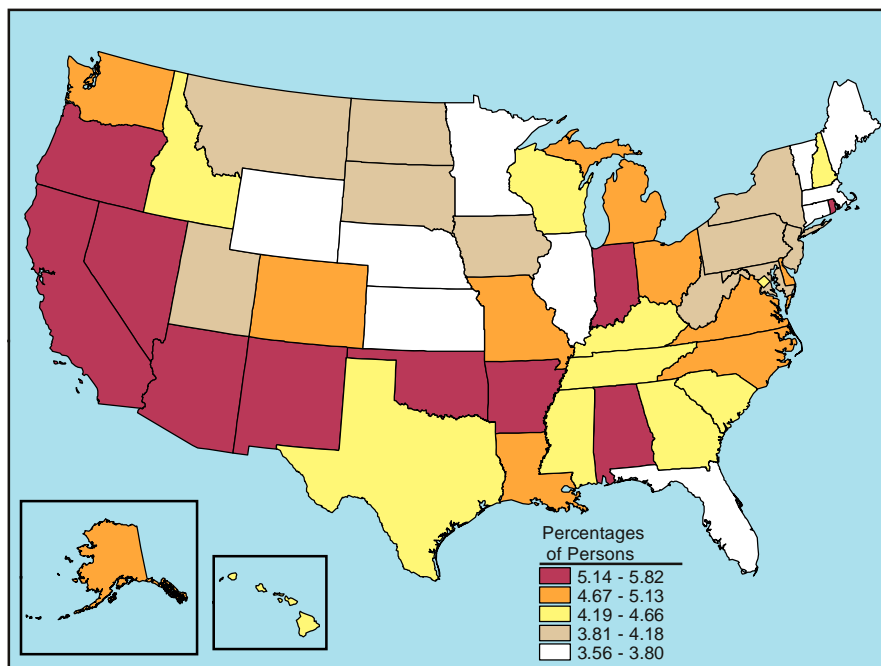 Percentages
of Persons
5.14 - 5.82
4.67 - 5.13
4.19 - 4.66
3.81 - 4.18
3.56 - 3.80